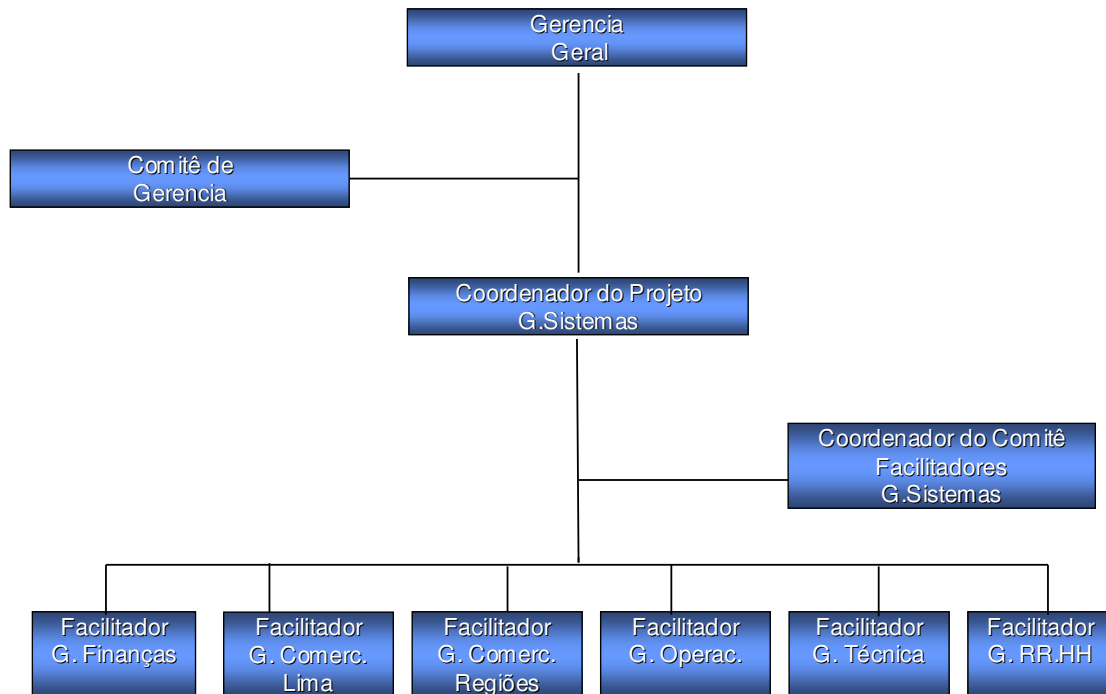 Gerencia
Geral
Comitê de
Gerencia
Coordenador do Projeto
G.Sistemas
Coordenador do Comitê
Facilitadores
G.Sistemas
Facilitador
G. Finanças
Facilitador
G. Comerc.
Lima
Facilitador
G. Comerc.
Regiões
Facilitador
G. Operac.
Facilitador
G. Técnica
Facilitador
G. RR.HH